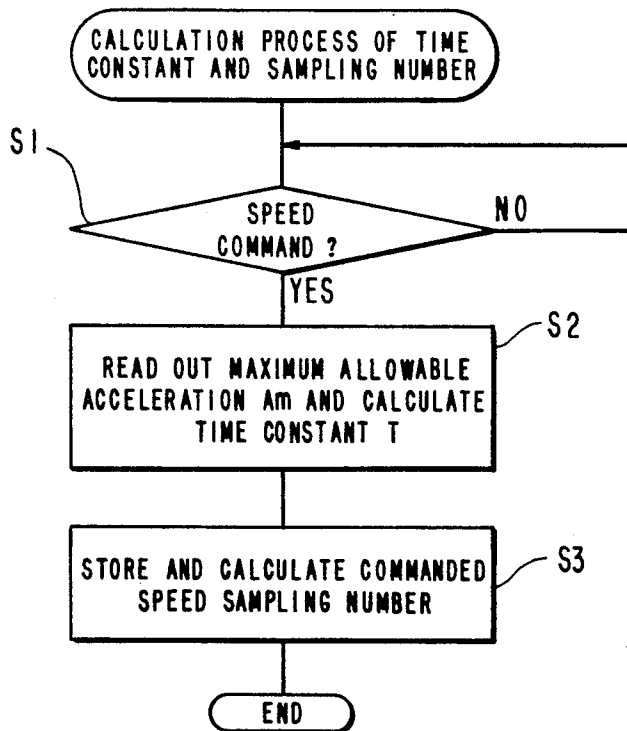 CALCULATION PROCESS OF TIME
CONSTANT AND SAMPLING NUMBER
S1
SPEED
COMMAND ?
NO
YES
S2
READ OUT MAXIMUM ALLOWABLE
ACCELERATION Am AND CALCULATE
TIME CONSTANT T
S3
STORE AND CALCULATE COMMANDED
SPEED SAMPLING NUMBER
END